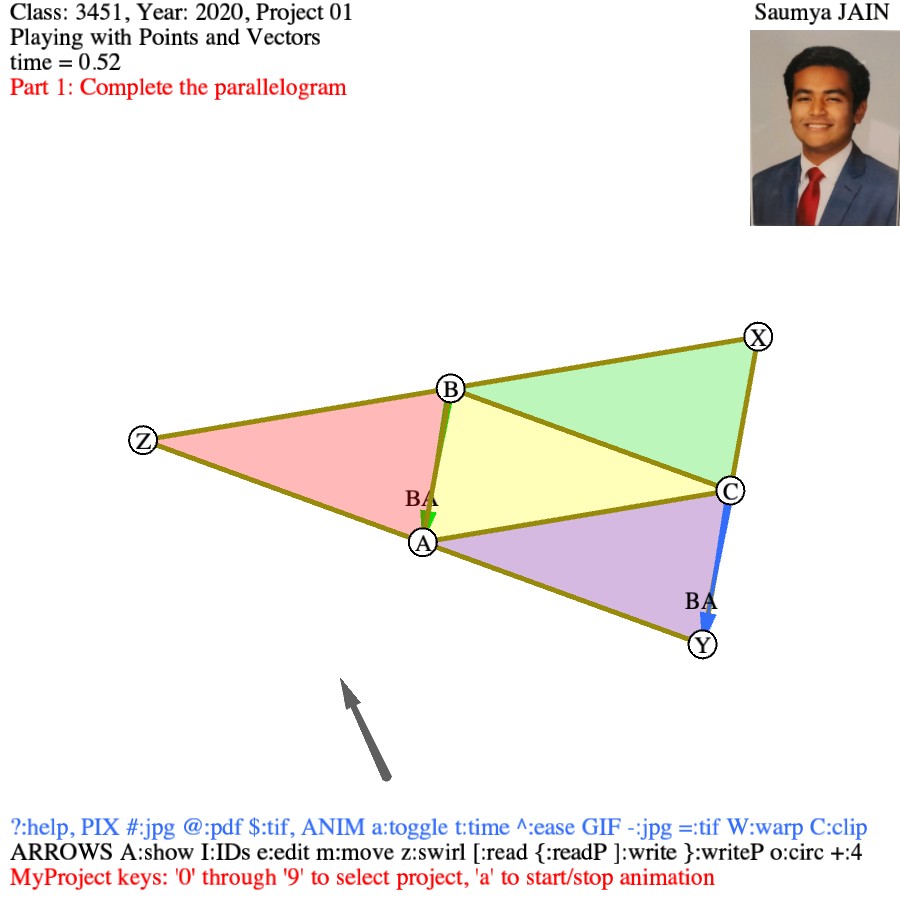 Class: 3451, Year: 2020, Project 01
Saumya JAIN
Playing with Points and Vectors
time = 0.52
Part 1: Complete the parallelogram
X
B
Z
C
BA
A
BA
Y
?:help, PIX #:jpg @:pdf $:tif, ANIM a:toggle t:time ^:ease GIF -:jpg =:tif W:warp C:clip
ARROWS A:show I:IDs e:edit m:move z:swirl [:read {:readP ]:write }:writeP o:circ +:4
MyProject keys: '0' through '9' to select project, 'a' to start/stop animation